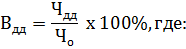 Вдд = Чдд / Чо х 100%, где: